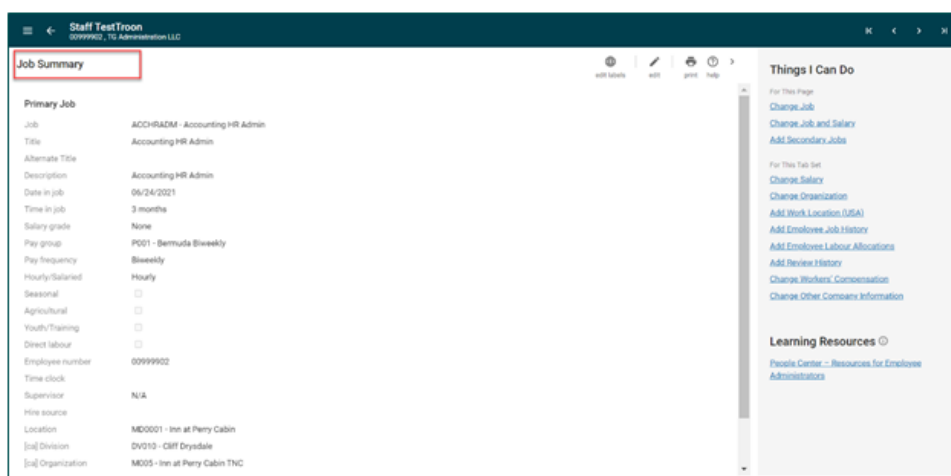 Staff TestTroon
00999902 , TG Administration LLC
Job Summary
edit labels
edit
print
help
Primary Job
Job ACCHRADM - Accounting HR Admin
Title Accounting HR Admin
Alternate Title
Description Accounting HR Admin
Date in job 06/24/2021
Time in job 3 months
Salary grade None
Pay group P001 - Bermuda Biweekly
Pay frequency Biweekly
Hourly/Salaried Hourly
Seasonal
Agricultural
Youth/Training
Direct labour
Employee number 00999902
Time clock
Supervisor N/A
Hire source
Location MD0001 - Inn at Perry Cabin
[ca] Division DV010 - Cliff Drysdale
[ca] Organization M005 - Inn at Perry Cabin TNC
Things I Can Do
For This Page
Change Job
Change Job and Salary
Add Secondary Jobs
For This Tab Set
Change Salary
Change Organization
Add Work Location (USA)
Add Employee Job History
Add Employee Labour Allocations
Add Review History
Change Workers' Compensation
Change Other Company Information
Learning Resources
People Center – Resources for Employee
Administrators